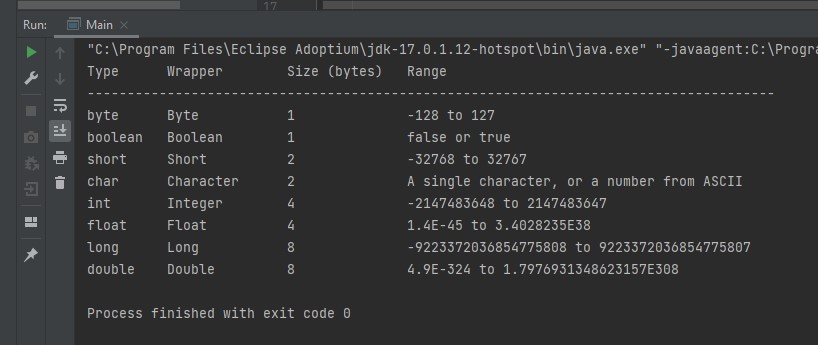 17
Run: Main
"C:\Program Files\Eclipse Adoptium\jdk-17.0.1.12-hotspot\bin\java.exe" "-javaagent:C:\Progra
Type Wrapper Size (bytes) Range
--------------------------------------------------------------------------------------
byte Byte 1 -128 to 127
boolean Boolean 1 false or true
short Short 2 -32768 to 32767
char Character 2 A single character, or a number from ASCII
int Integer 4 -2147483648 to 2147483647
float Float 4 1.4E-45 to 3.4028235E38
long Long 8 -9223372036854775808 to 9223372036854775807
double Double 8 4.9E-324 to 1.7976931348623157E308
Process finished with exit code 0